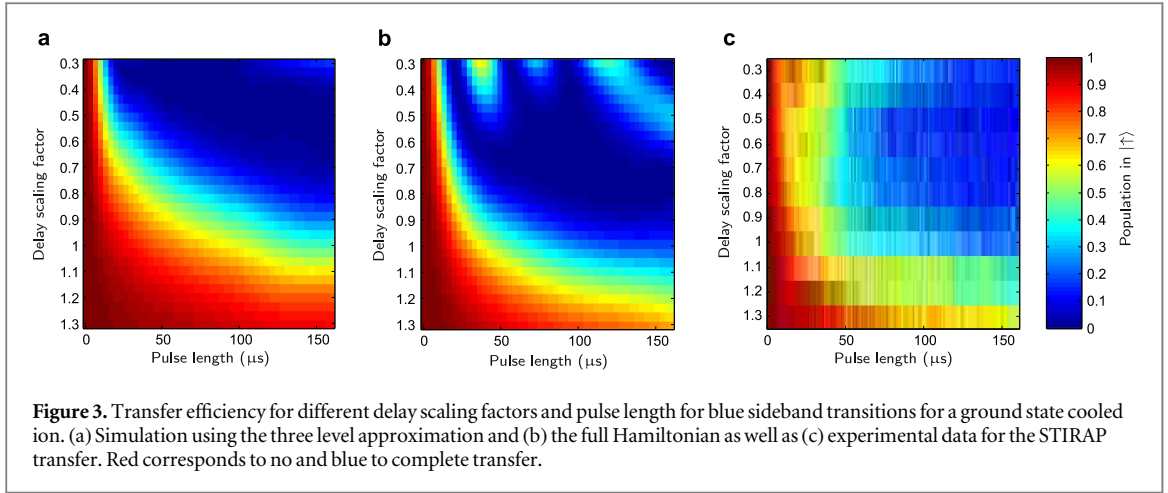 a
b
c
0.3
0.4
0.5
0.6
0.7
0.8
0.9
1
1.1
1.2
1.3
Delay scaling factor
0 50 100 150
Pulse length (μs)
0.3
0.4
0.5
0.6
0.7
0.8
0.9
1
1.1
1.2
1.3
Delay scaling factor
0 50 100 150
Pulse length (μs)
0.3
0.4
0.5
0.6
0.7
0.8
0.9
1
1.1
1.2
1.3
Delay scaling factor
0 50 100 150
Pulse length (μs)
1
0.9
0.8
0.7
0.6
0.5
0.4
0.3
0.2
0.1
0
Population in |↑⟩
Figure 3. Transfer efficiency for different delay scaling factors and pulse length for blue sideband transitions for a ground state cooled
ion. (a) Simulation using the three level approximation and (b) the full Hamiltonian as well as (c) experimental data for the STIRAP
transfer. Red corresponds to no and blue to complete transfer.